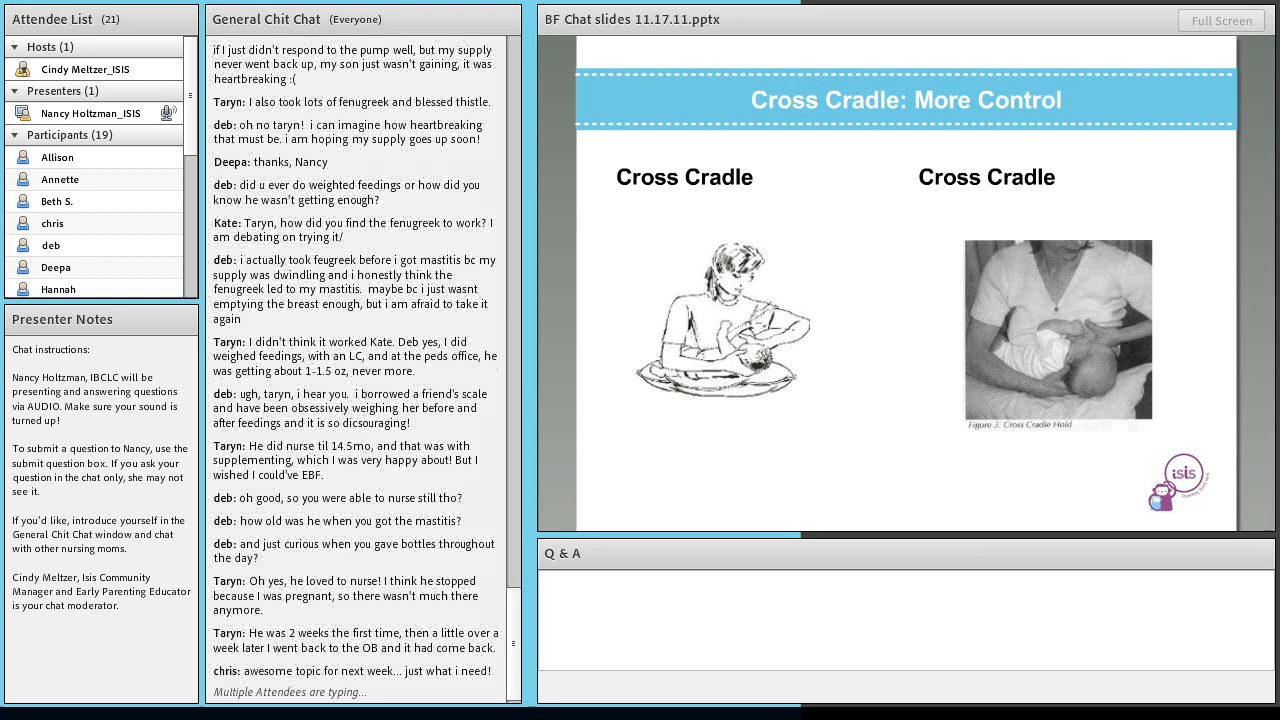 Attendee List (21)
Hosts (1)
Cindy Meltzer_ISIS
Presenters (1)
Nancy Holtzman_ISIS
Participants (19)
Allison
Annette
Beth S.
chris
deb
Deepa
Hannah
Presenter Notes
Chat instructions:
Nancy Holtzman, IBCLC will be
presenting and answering questions
via AUDIO. Make sure your sound is
turned up!
To submit a question to Nancy, use the
submit question box. If you ask your
question in the chat only, she may not
see it.
If you'd like, introduce yourself in the
General Chit Chat window and chat
with other nursing moms.
Cindy Meltzer, Isis Community
Manager and Early Parenting Educator
is your chat moderator.
General Chit Chat (Everyone)
if I just didn't respond to the pump well, but my supply
never went back up, my son just wasn't gaining, it was
heartbreaking :(
Taryn: I also took lots of fenugreek and blessed thistle.
deb: oh no taryn! i can imagine how heartbreaking
that must be. i am hoping my supply goes up soon!
Deepa: thanks, Nancy
deb: did u ever do weighted feedings or how did you
know he wasn't getting enough?
Kate: Taryn, how did you find the fenugreek to work? I
am debating on trying it/
deb: i actually took feugreek before i got mastitis bc my
supply was dwindling and i honestly think the
fenugreek led to my mastitis. maybe bc i just wasnt
emptying the breast enough, but i am afraid to take it
again
Taryn: I didn't think it worked Kate. Deb yes, I did
weighed feedings, with an LC, and at the peds office, he
was getting about 1-1.5 oz, never more.
deb: ugh, taryn, i hear you. i borrowed a friend's scale
and have been obsessively weighing her before and
after feedings and it is so dicsouraging!
Taryn: He did nurse til 14.5mo, and that was with
supplementing, which I was very happy about! But I
wished I could've EBF.
deb: oh good, so you were able to nurse still tho?
deb: how old was he when you got the mastitis?
deb: and just curious when you gave bottles throughout
the day?
Taryn: Oh yes, he loved to nurse! I think he stopped
because I was pregnant, so there wasn't much there
anymore.
Taryn: He was 2 weeks the first time, then a little over a
week later I went back to the OB and it had come back.
chris: awesome topic for next week... just what i need!
Multiple Attendees are typing...
BF Chat slides 11.17.11.pptx
Full Screen
Cross Cradle: More Control
Cross Cradle
Cross Cradle
Figure 3. Cross Cradle Hold
isis
Q & A